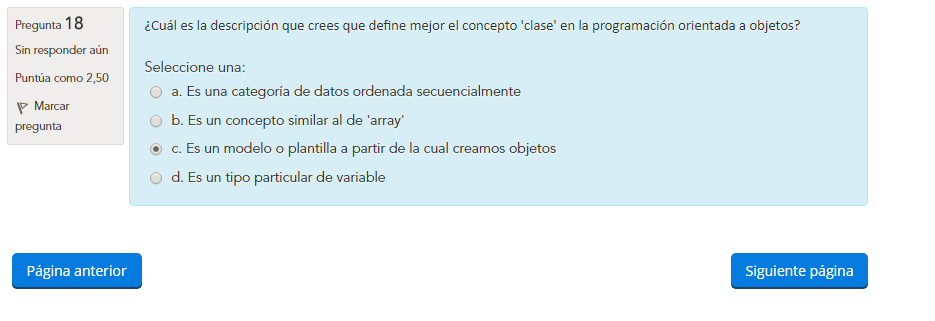 Pregunta 18
Sin responder aún
Puntúa como 2,50
Marcar
pregunta
¿Cuál es la descripción que crees que define mejor el concepto 'clase' en la programación orientada a objetos?
Seleccione una:
a. Es una categoría de datos ordenada secuencialmente
b. Es un concepto similar al de 'array'
c. Es un modelo o plantilla a partir de la cual creamos objetos
d. Es un tipo particular de variable
Página anterior
Siguiente página